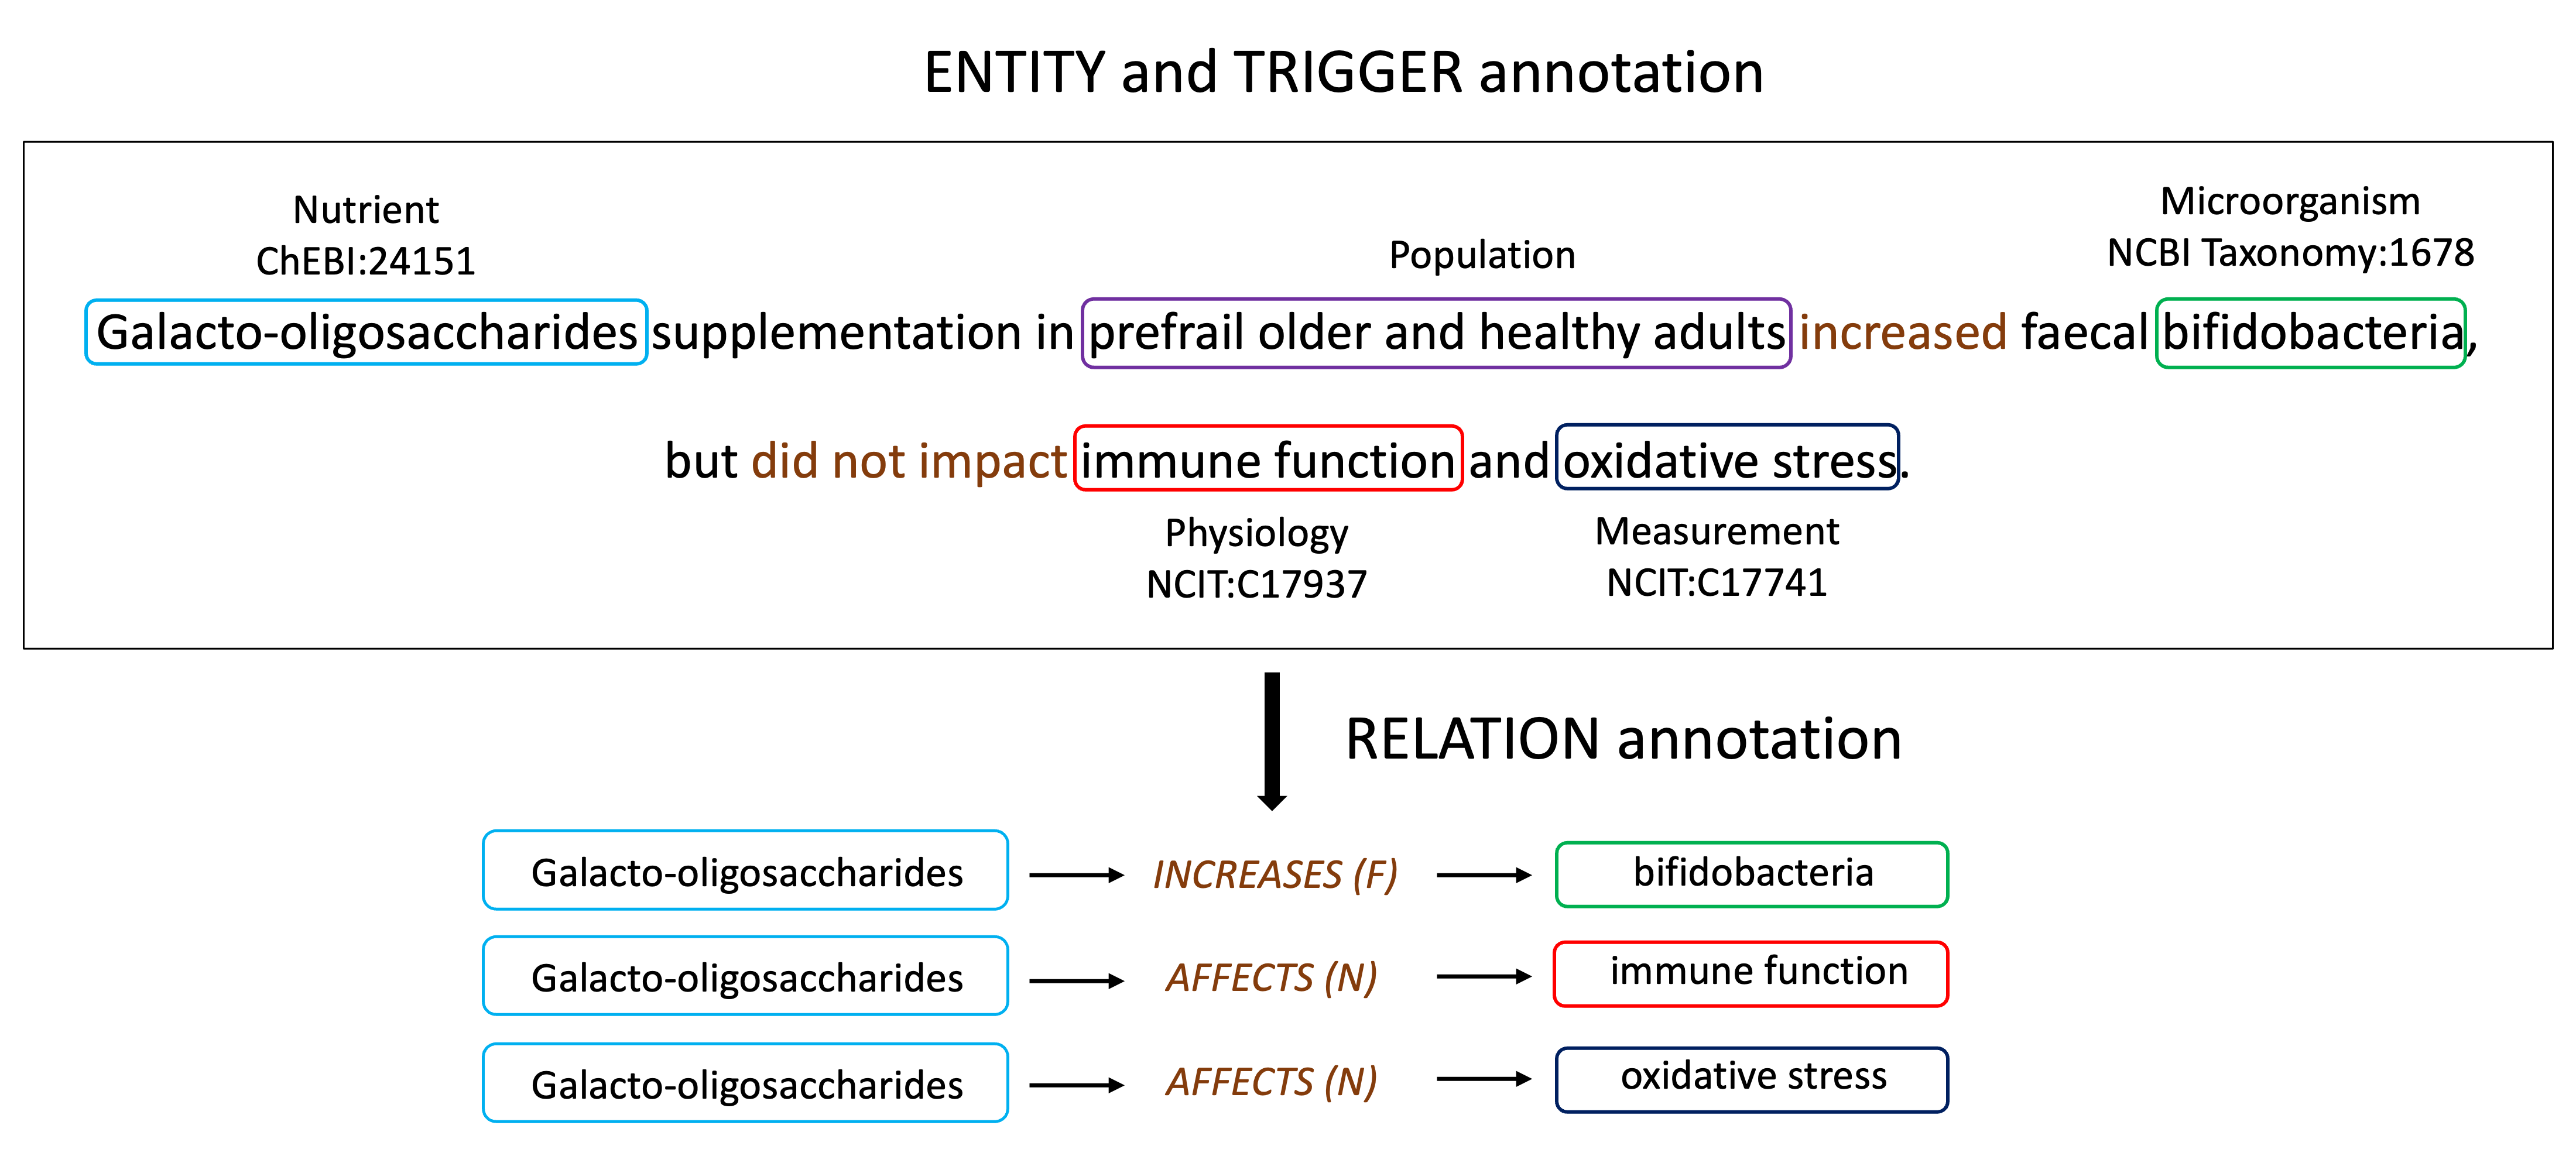 ENTITY and TRIGGER annotation
Nutrient
ChEBI:24151
Population
Microorganism
NCBI Taxonomy:1678
Galacto-oligosaccharides supplementation in prefrail older and healthy adults increased faecal bifidobacteria,
but did not impact immune function and oxidative stress.
Physiology
NCIT:C17937
Measurement
NCIT:C17741
RELATION annotation
Galacto-oligosaccharides INCREASES (F) bifidobacteria
Galacto-oligosaccharides AFFECTS (N) immune function
Galacto-oligosaccharides AFFECTS (N) oxidative stress